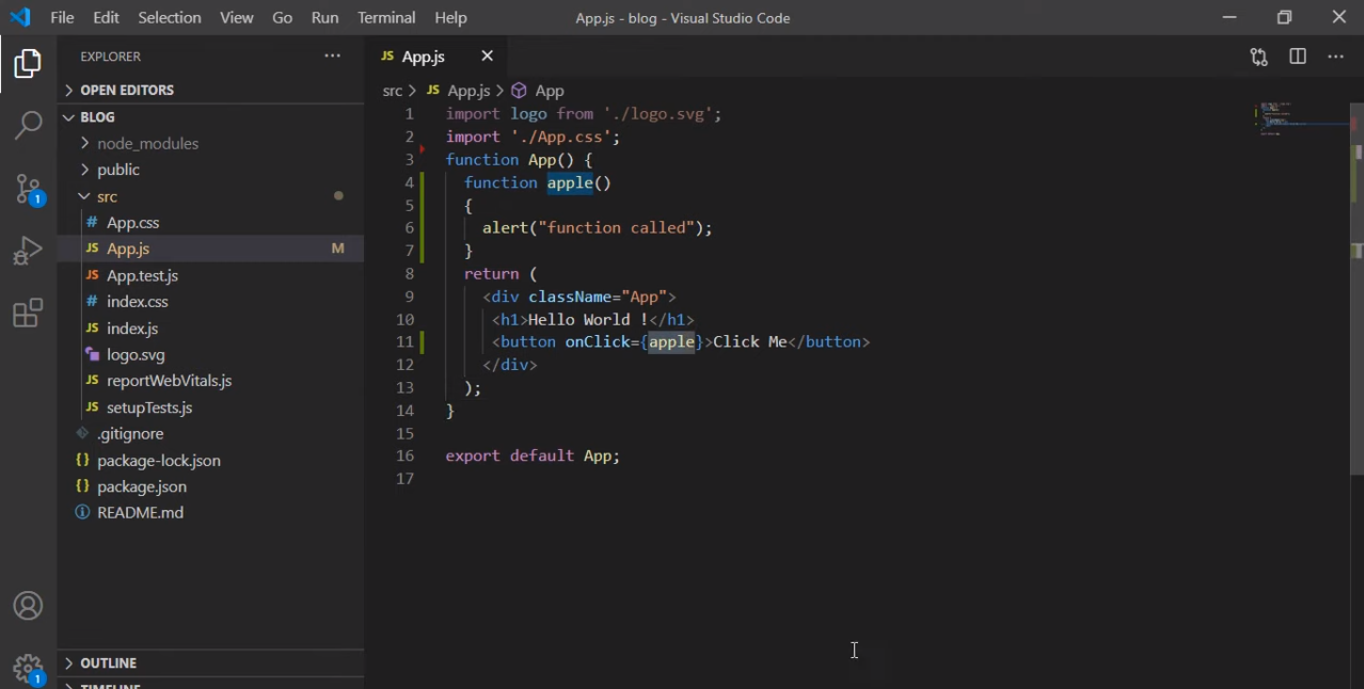 File Edit Selection View Go Run Terminal Help App.js - blog - Visual Studio Code
EXPLORER
OPEN EDITORS
BLOG
node_modules
public
src
# App.css
JS App.js M
JS App.test.js
# index.css
JS index.js
logo.svg
JS reportWebVitals.js
JS setupTests.js
.gitignore
{} package-lock.json
{} package.json
README.md
OUTLINE
TIMELINE
1
1
JS App.js
src > JS App.js > App
1 import logo from './logo.svg';
2 import './App.css';
3 function App() {
4 function apple()
5 {
6 alert("function called");
7 }
8 return (
9 <div className="App">
10 <h1>Hello World !</h1>
11 <button onClick={apple}>Click Me</button>
12 </div>
13 );
14 }
15
16 export default App;
17